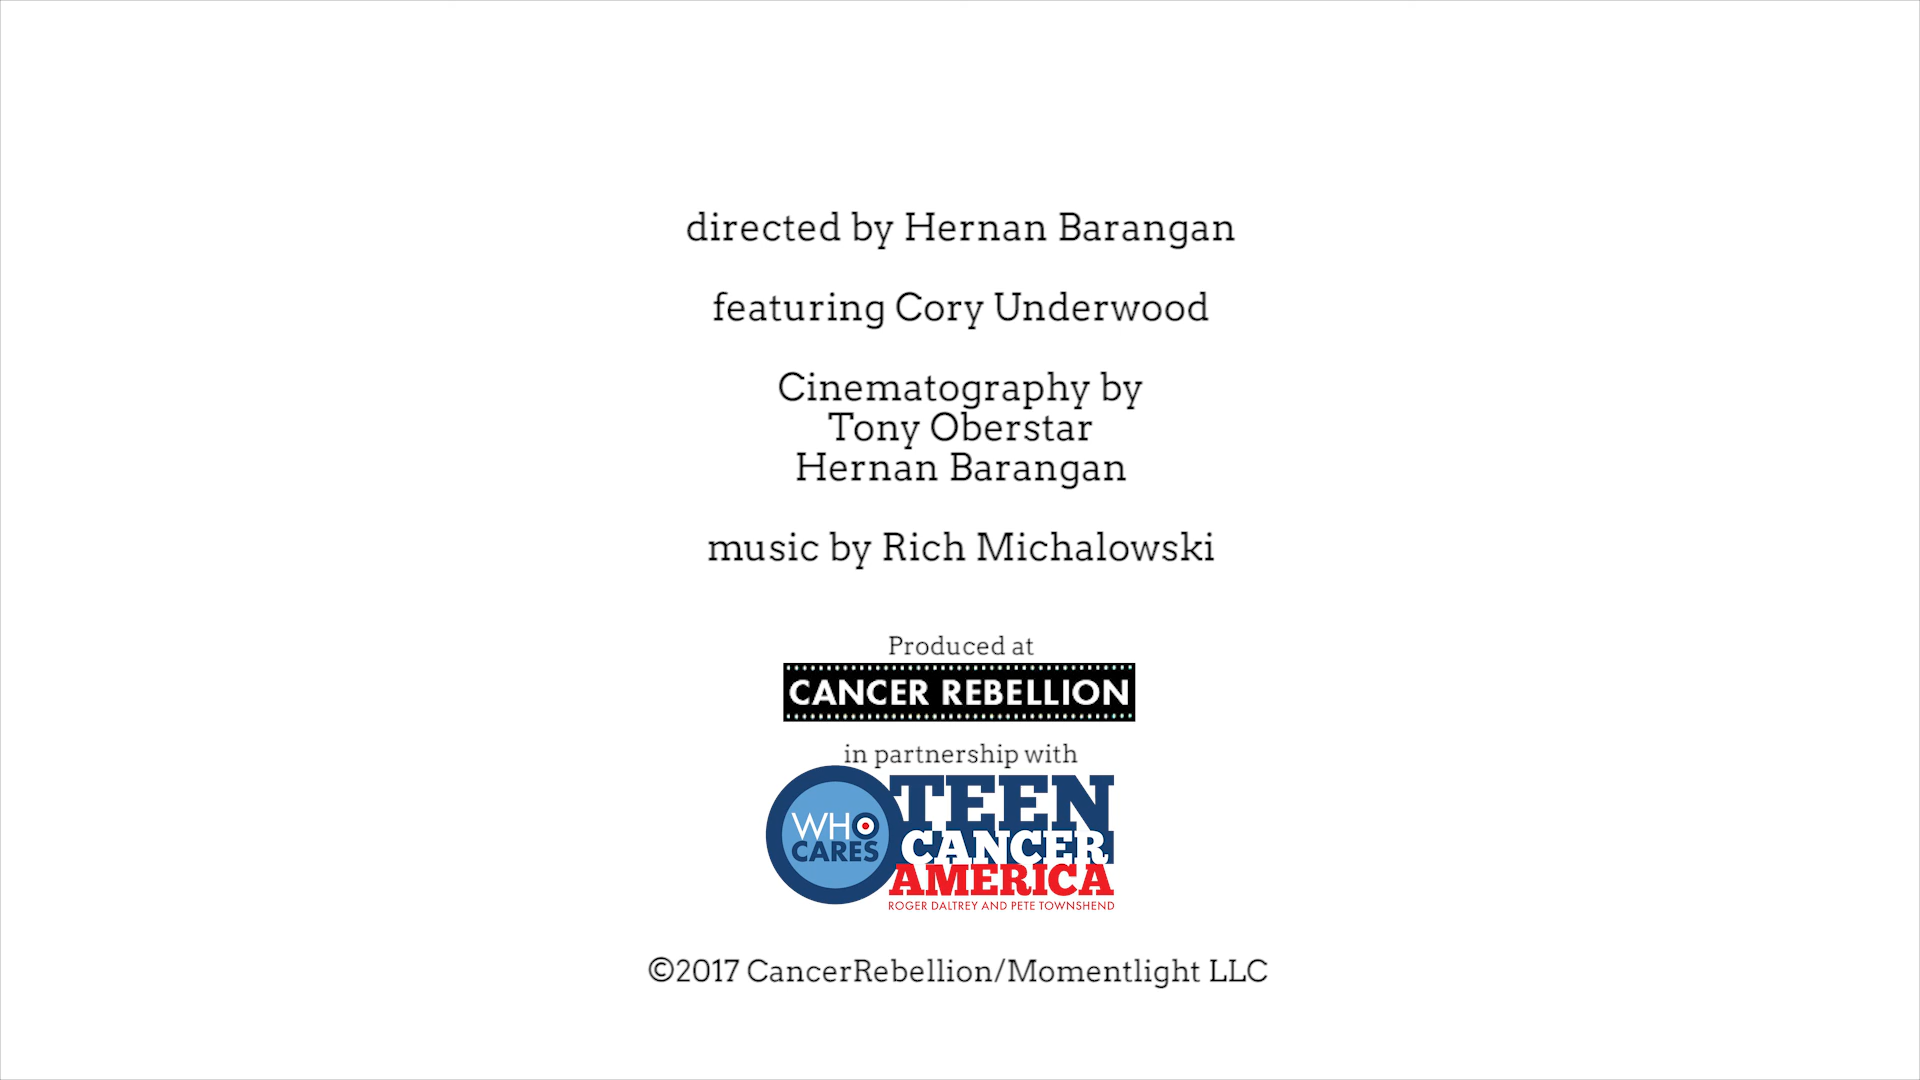 directed by Hernan Barangan
featuring Cory Underwood
Cinematography by
Tony Oberstar
Hernan Barangan
music by Rich Michalowski
Produced at
CANCER REBELLION
in partnership with
WHO
CARES
TEEN
CANCER
AMERICA
ROGER DALTREY AND PETE TOWNSHEND
©2017 CancerRebellion/Momentlight LLC